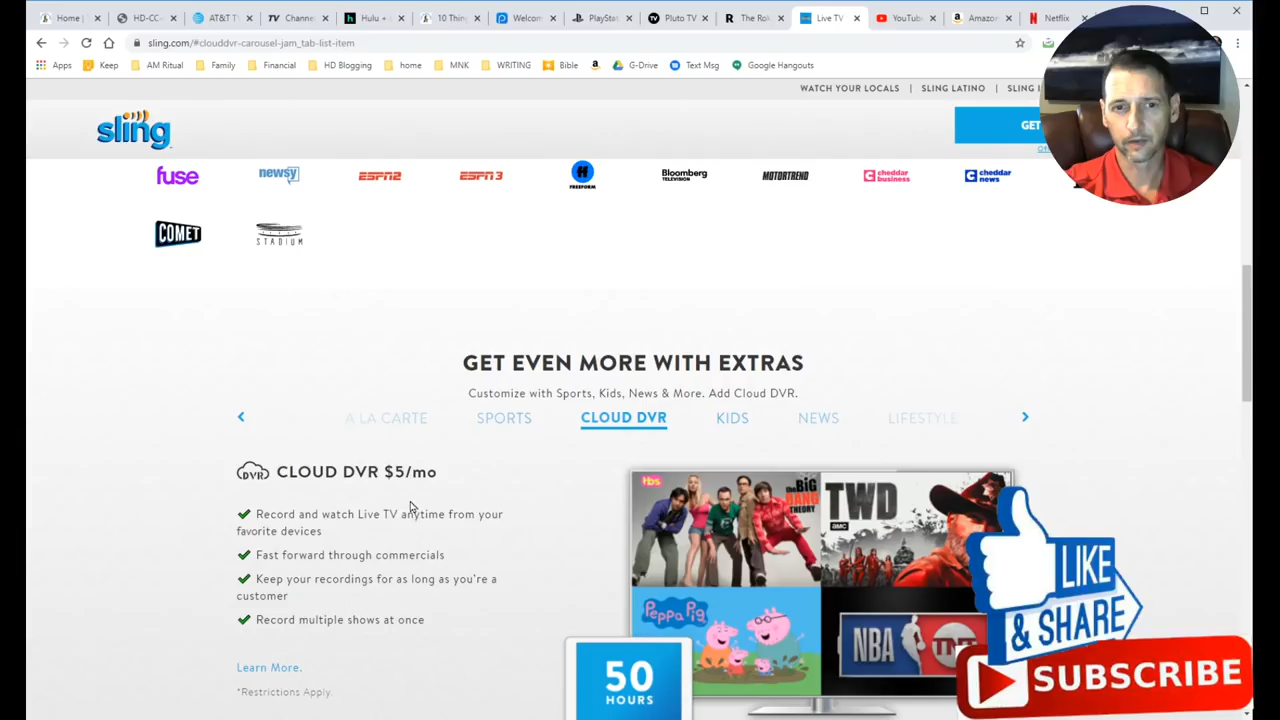 Home |
HD-CC-
AT&T T
Channe
Hulu +
10 Thin
Welcom
PlayStat
Pluto TV
The Rok
Live TV
YouTub
Amazon
Netflix
sling.com/#clouddvr-carousel-jam_tab-list-item
Apps
Keep
AM Ritual
Family
Financial
HD Blogging
home
MNK
WRITING
Bible
G-Drive
Text Msg
Google Hangouts
WATCH YOUR LOCALS | SLING LATINO | SLING
sling
GET
fuse
newsy
ESPN2
ESPN3
FREEFORM
Bloomberg
TELEVISION
MOTORTREND
cheddar
business
cheddar
news
COMET
STADIUM
GET EVEN MORE WITH EXTRAS
Customize with Sports, Kids, News & More. Add Cloud DVR.
A LA CARTE SPORTS CLOUD DVR KIDS NEWS LIFESTYLE
DVR CLOUD DVR $5/mo
Record and watch Live TV anytime from your
favorite devices
Fast forward through commercials
Keep your recordings for as long as you're a
customer
Record multiple shows at once
Learn More.
*Restrictions Apply.
tbs
the BIG
BANG
THEORY
TWD
amc
Peppa Pig
NBA
TNT
50
HOURS
LIKE
& SHARE
SUBSCRIBE